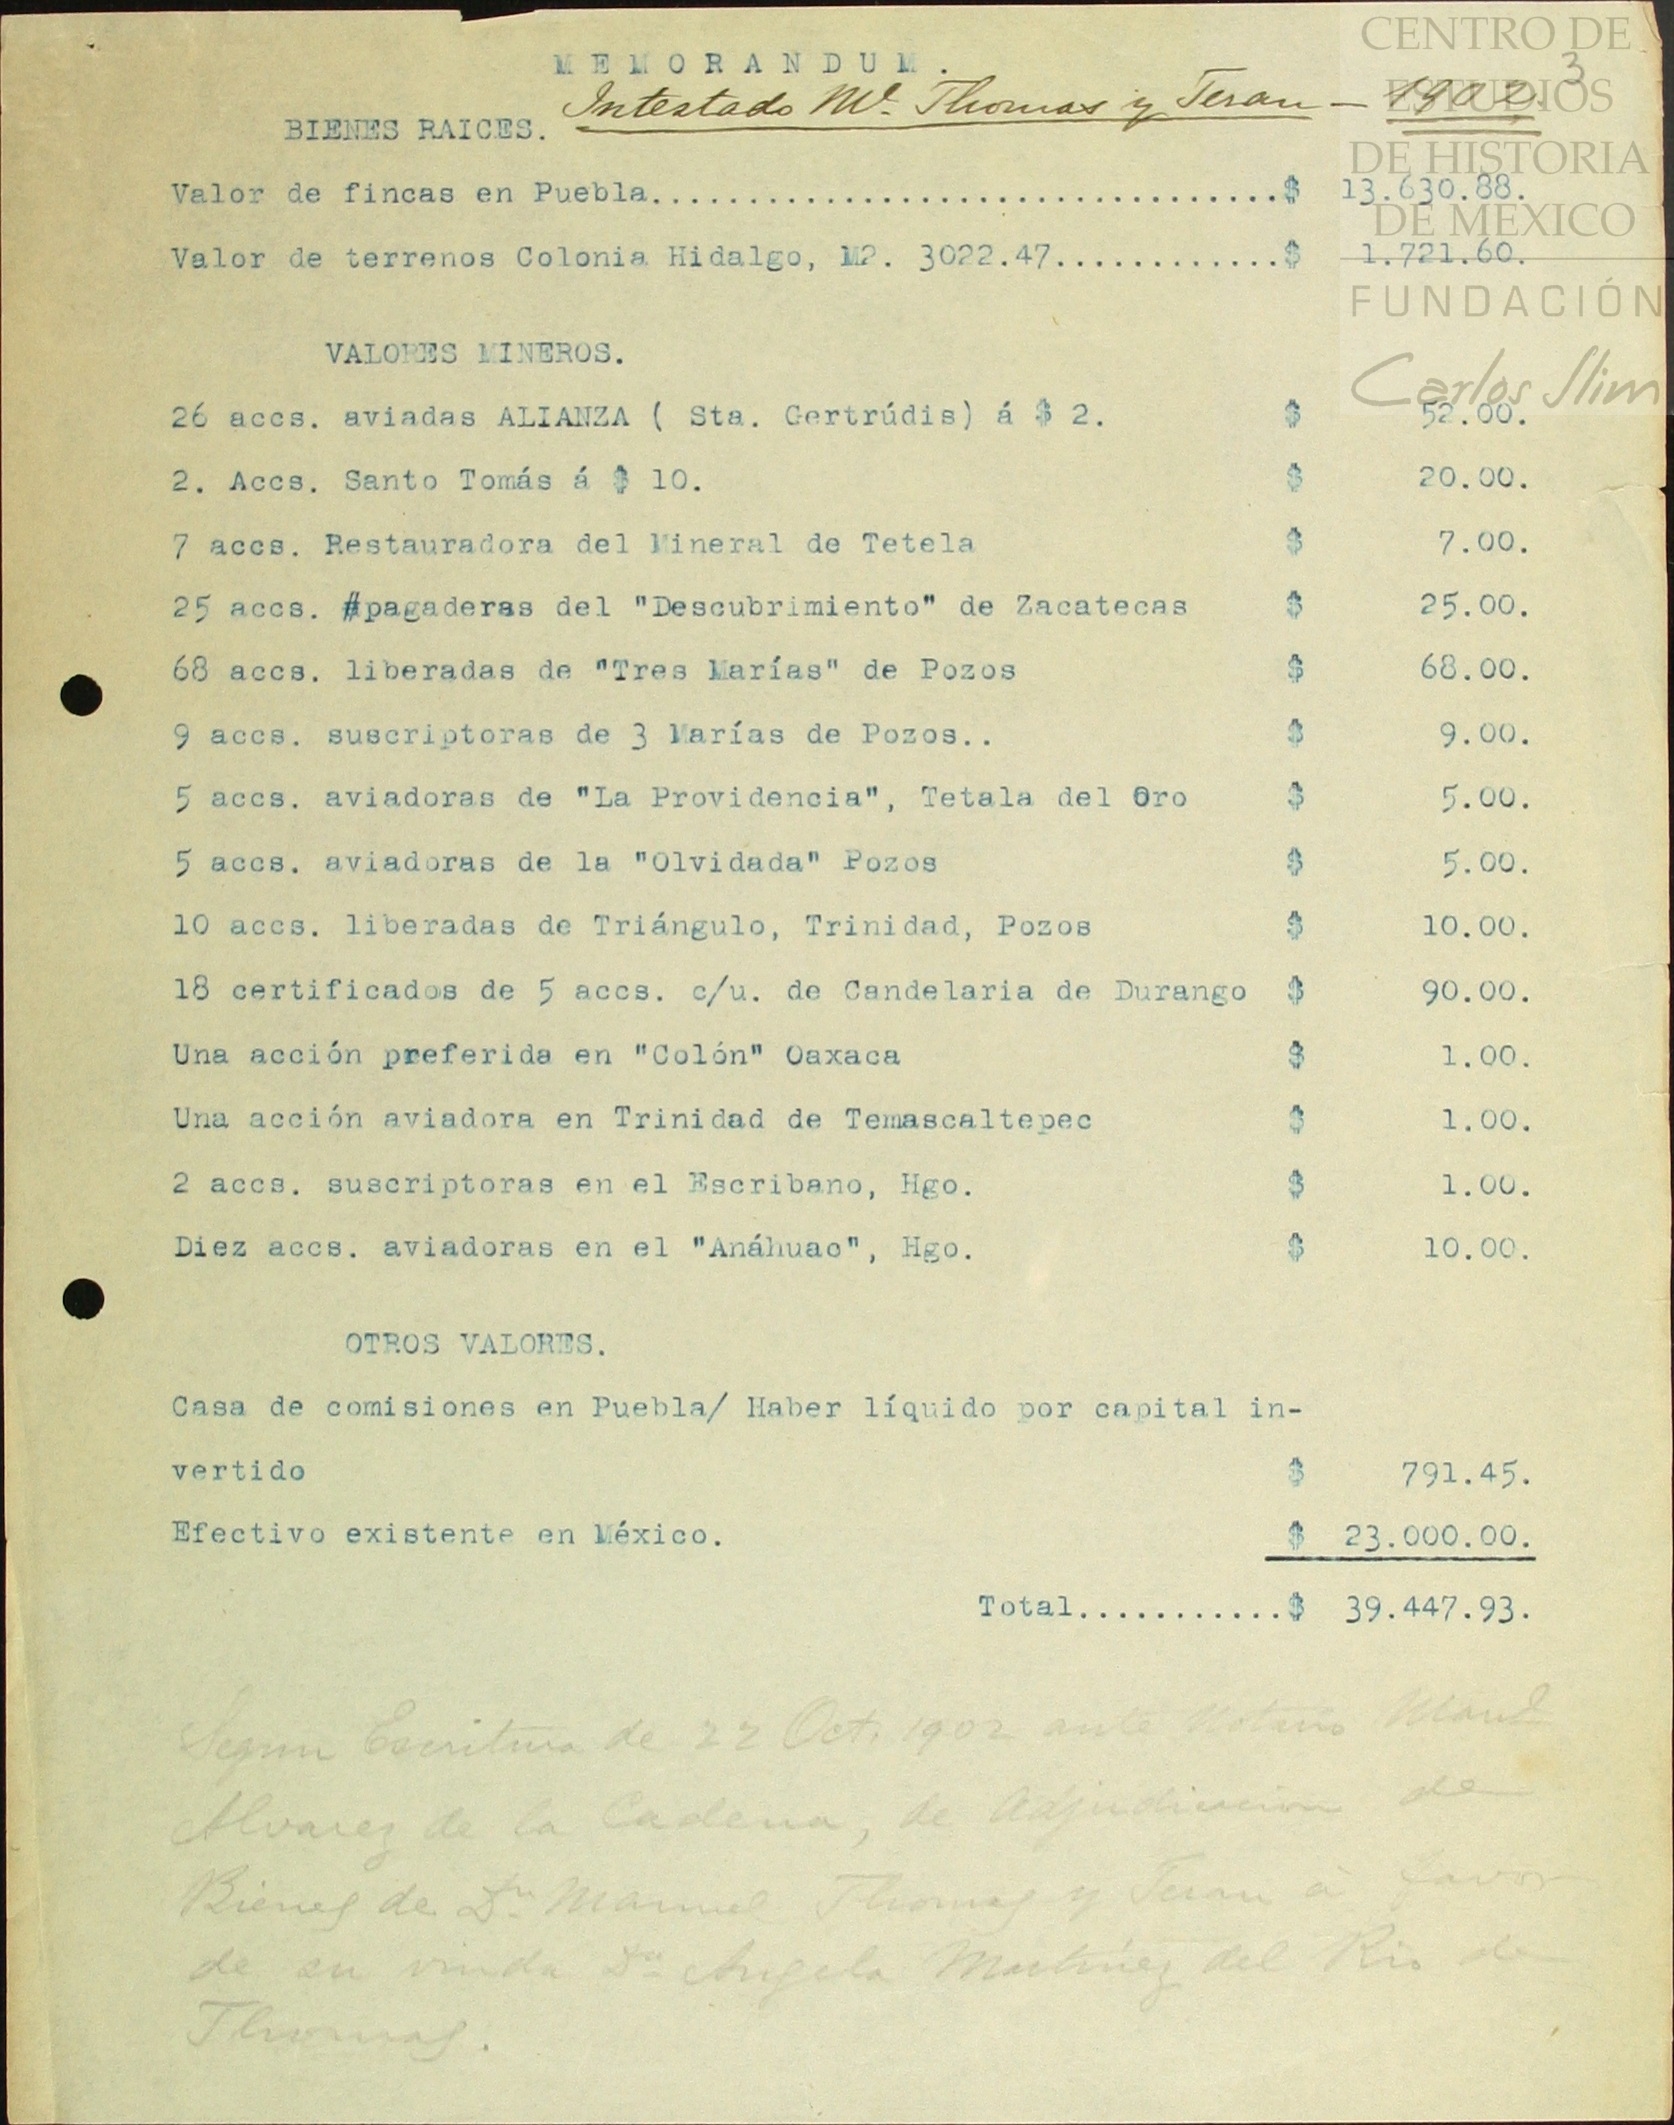 MEMORANDUM.
Intestado Ml. Thomas y Teran — 1902.
3
BIENES RAICES.
Valor de fincas en Puebla.................................$ 13.630.88.
Valor de terrenos Colonia Hidalgo, M2. 3022.47............$ 1.721.60.
VALORES MINEROS.
26 accs. aviadas ALIANZA ( Sta. Gertrúdis) á $ 2. $ 52.00.
2. Accs. Santo Tomás á $ 10. $ 20.00.
7 accs. Restauradora del Mineral de Tetela $ 7.00.
25 accs. #pagaderas del "Descubrimiento" de Zacatecas $ 25.00.
68 accs. liberadas de "Tres Marías" de Pozos $ 68.00.
9 accs. suscriptoras de 3 Marías de Pozos.. $ 9.00.
5 accs. aviadoras de "La Providencia", Tetala del Oro $ 5.00.
5 accs. aviadoras de la "Olvidada" Pozos $ 5.00.
10 accs. liberadas de Triángulo, Trinidad, Pozos $ 10.00.
18 certificados de 5 accs. c/u. de Candelaria de Durango $ 90.00.
Una acción preferida en "Colón" Oaxaca $ 1.00.
Una acción aviadora en Trinidad de Temascaltepec $ 1.00.
2 accs. suscriptoras en el Escribano, Hgo. $ 1.00.
Diez accs. aviadoras en el "Anáhuac", Hgo. $ 10.00.
OTROS VALORES.
Casa de comisiones en Puebla/ Haber líquido por capital in-
vertido $ 791.45.
Efectivo existente en México. $ 23.000.00.
Total...........$ 39.447.93.
Segun Escritura de 22 Oct. 1902 ante Notario Manl
Alvarez de la Cadena, de Adjudicacion de
Bienes de Dn. Manuel Thomas y Teran á favor
de su viuda Da. Angela Martinez del Rio de
Thomas.
CENTRO DE
ESTUDIOS
DE HISTORIA
DE MEXICO
FUNDACIÓN
Carlos Slim